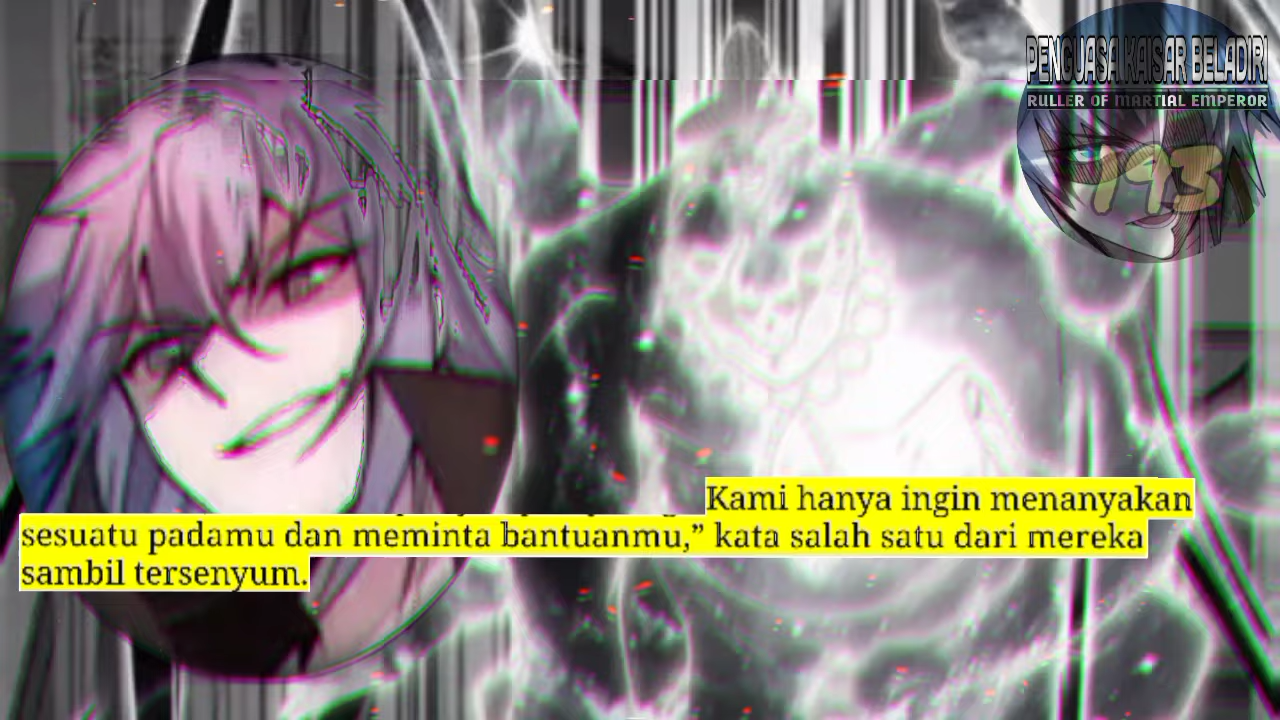 PENGUASA KAISAR BELADIRI
RULLER OF MARTIAL EMPEROR
793
Kami hanya ingin menanyakan
sesuatu padamu dan meminta bantuanmu,” kata salah satu dari mereka
sambil tersenyum.